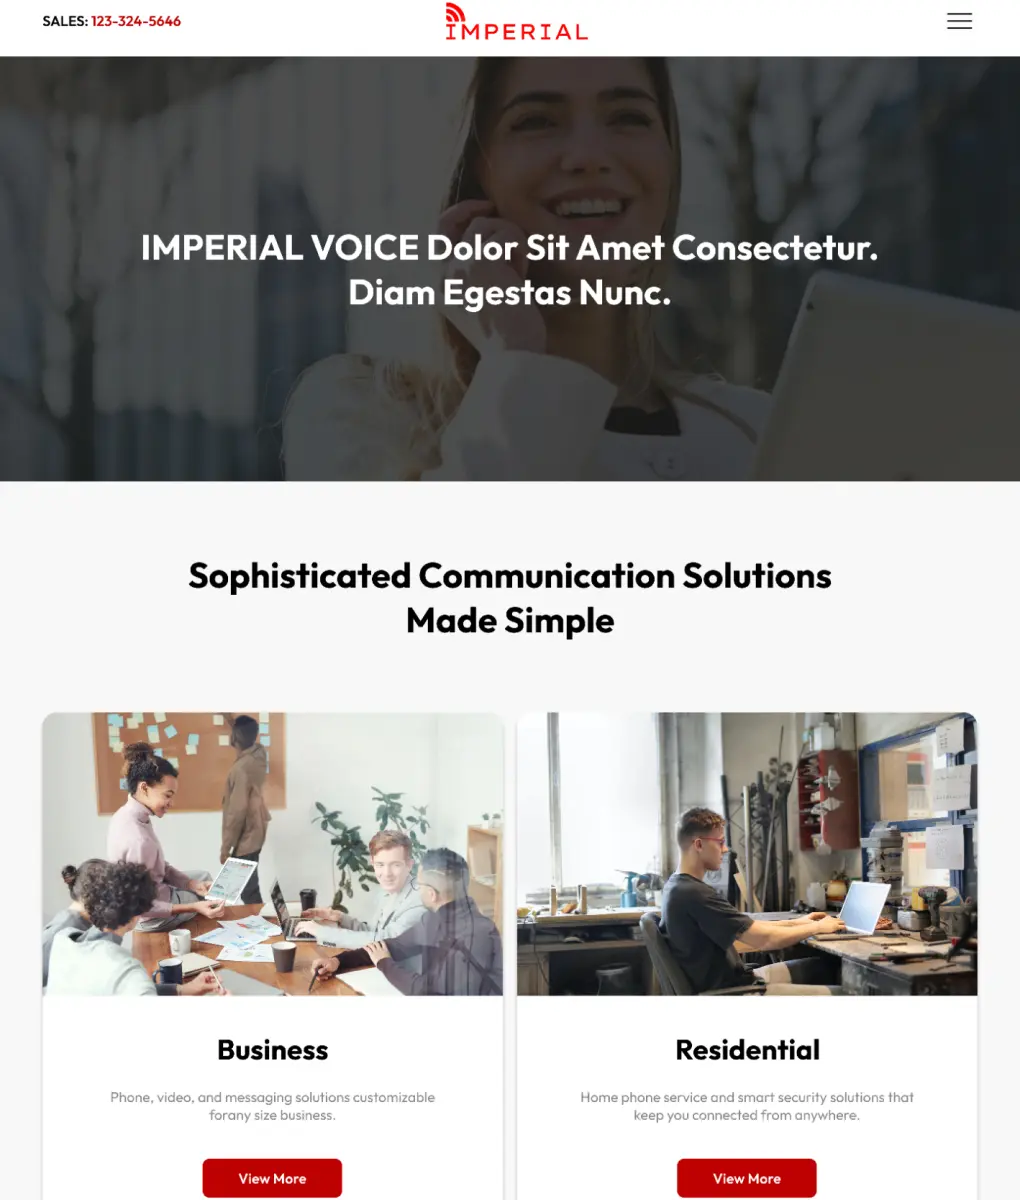 SALES: 123-324-5646
IMPERIAL
IMPERIAL VOICE Dolor Sit Amet Consectetur.
Diam Egestas Nunc.
Sophisticated Communication Solutions
Made Simple
Business
Phone, video, and messaging solutions customizable
forany size business.
View More
Residential
Home phone service and smart security solutions that
keep you connected from anywhere.
View More